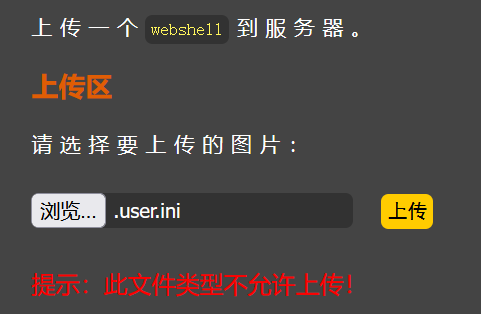 上传一个 webshell 到服务器。
上传区
请选择要上传的图片：
浏览... .user.ini 上传
提示：此文件类型不允许上传！